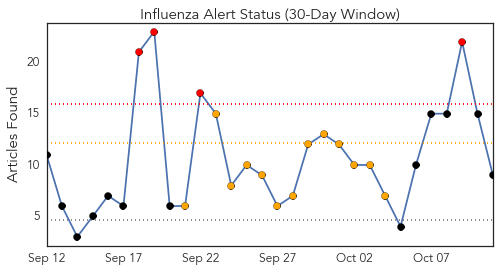 Influenza Alert Status (30-Day Window)
Articles Found
20
15
10
5
Sep 12 Sep 17 Sep 22 Sep 27 Oct 02 Oct 07